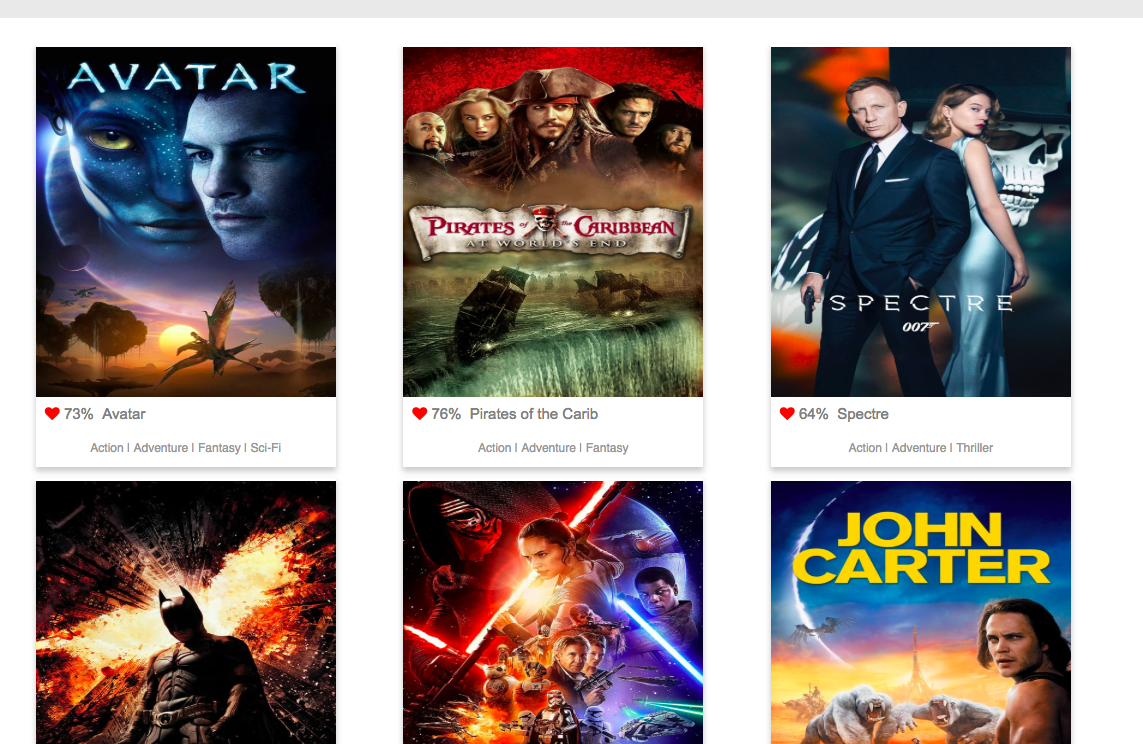 AVATAR
PIRATES of the CARIBBEAN
AT WORLD'S END
SPECTRE
007
73% Avatar
76% Pirates of the Carib
64% Spectre
Action | Adventure | Fantasy | Sci-Fi
Action | Adventure | Fantasy
Action | Adventure | Thriller
JOHN
CARTER